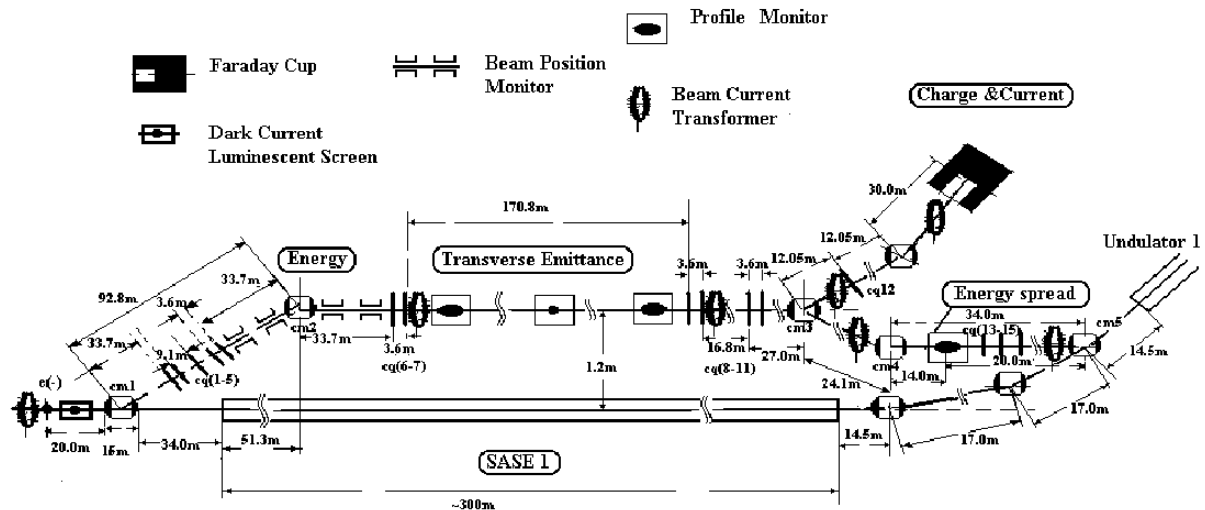 Profile Monitor
Faraday Cup
Beam Position
Monitor
Beam Current
Transformer
Charge &Current
Dark Current
Luminescent Screen
30.0m
170.8m
12.05m
12.05m
Undulator 1
Energy
Transverse Emittance
3.6m
3.6m
cq12
Energy spread
92.8m
33.7m
3.6m
34.0m
cm2
cm3
cq(13-15)
cm5
33.7m
9.1m
33.7m
3.6m
16.8m
27.0m
cm4
20.0m
14.5m
cq(1-5)
cq(6-7)
cq(8-11)
14.0m
e(-)
cm1
1.2m
24.1m
17.0m
20.0m
15m
34.0m
51.3m
14.5m
17.0m
SASE 1
~300m